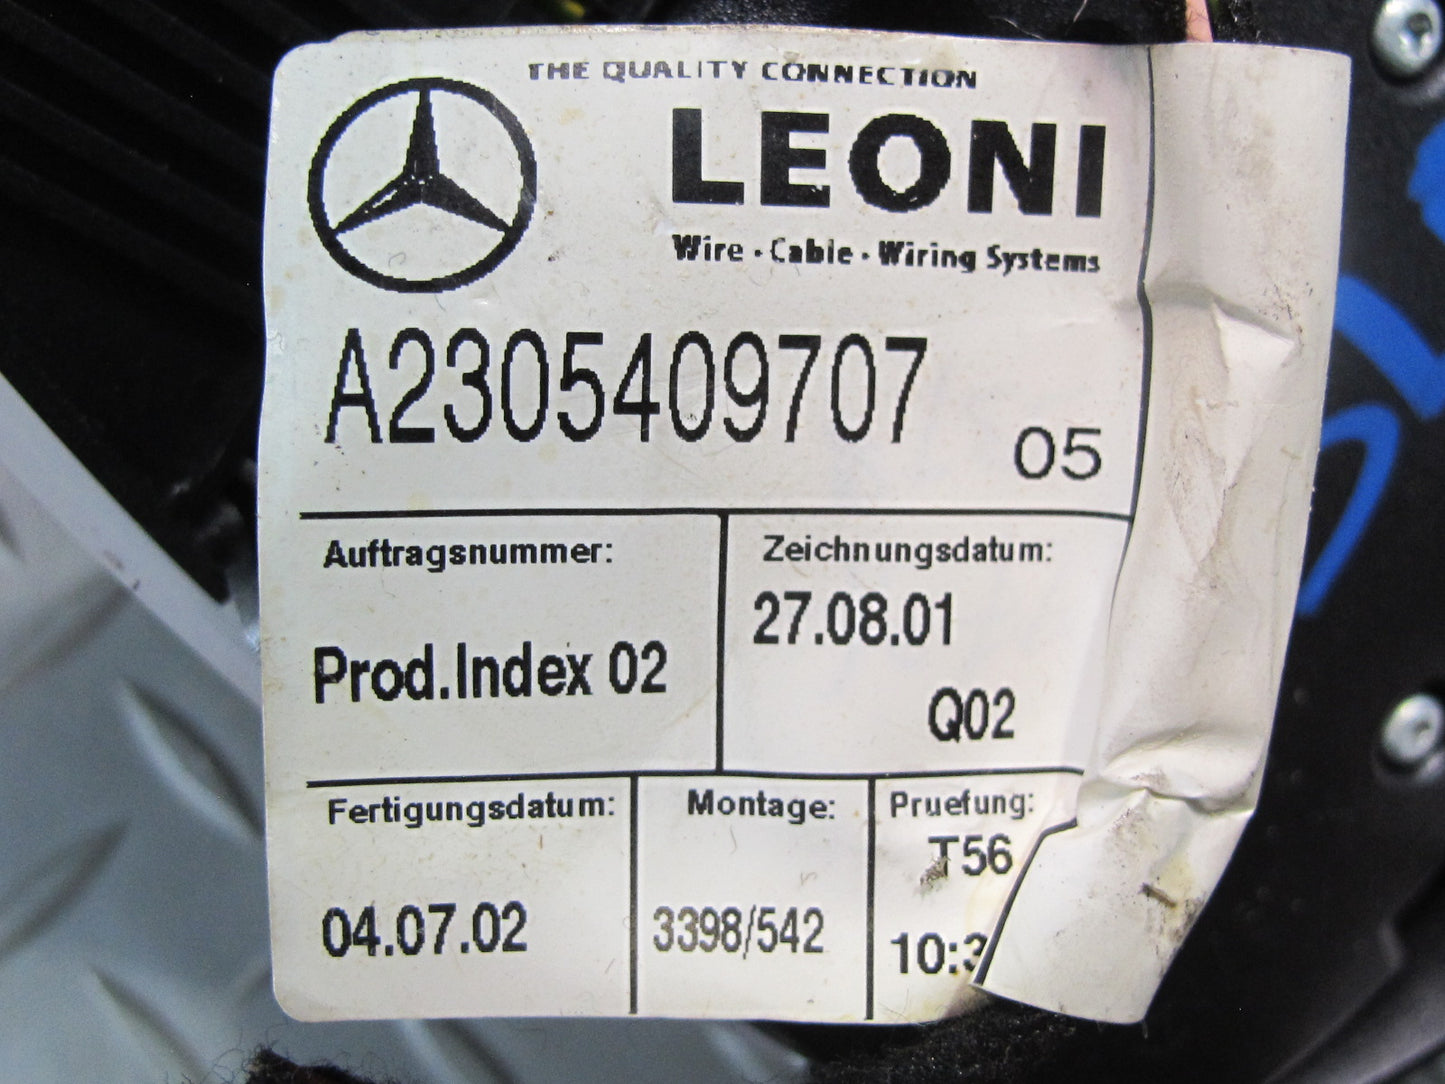 THE QUALITY CONNECTION
LEONI
Wire · Cable · Wiring Systems
A2305409707 05
Auftragsnummer:
Prod.Index 02
Zeichnungsdatum:
27.08.01
Q02
Fertigungsdatum:
04.07.02
Montage:
3398/542
Pruefung:
T56